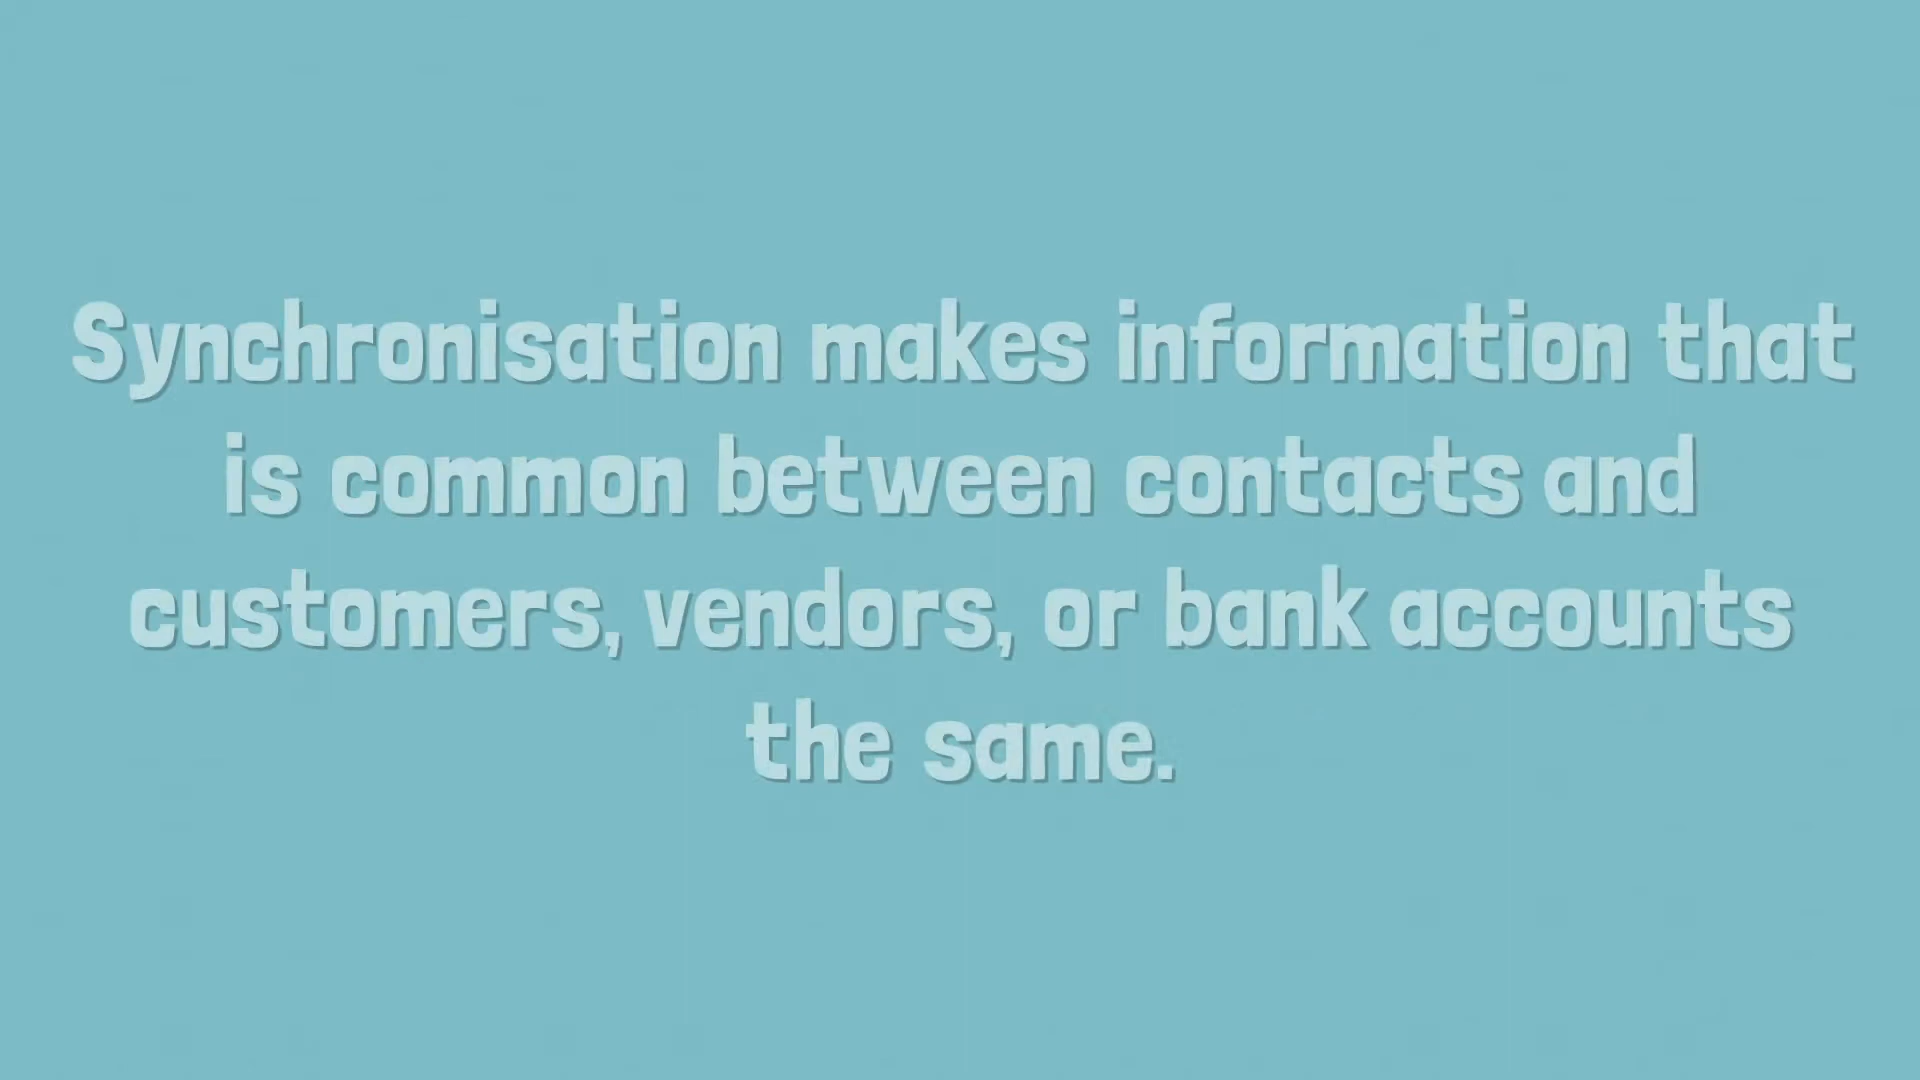 Synchronisation makes information that
is common between contacts and
customers, vendors, or bank accounts
the same.